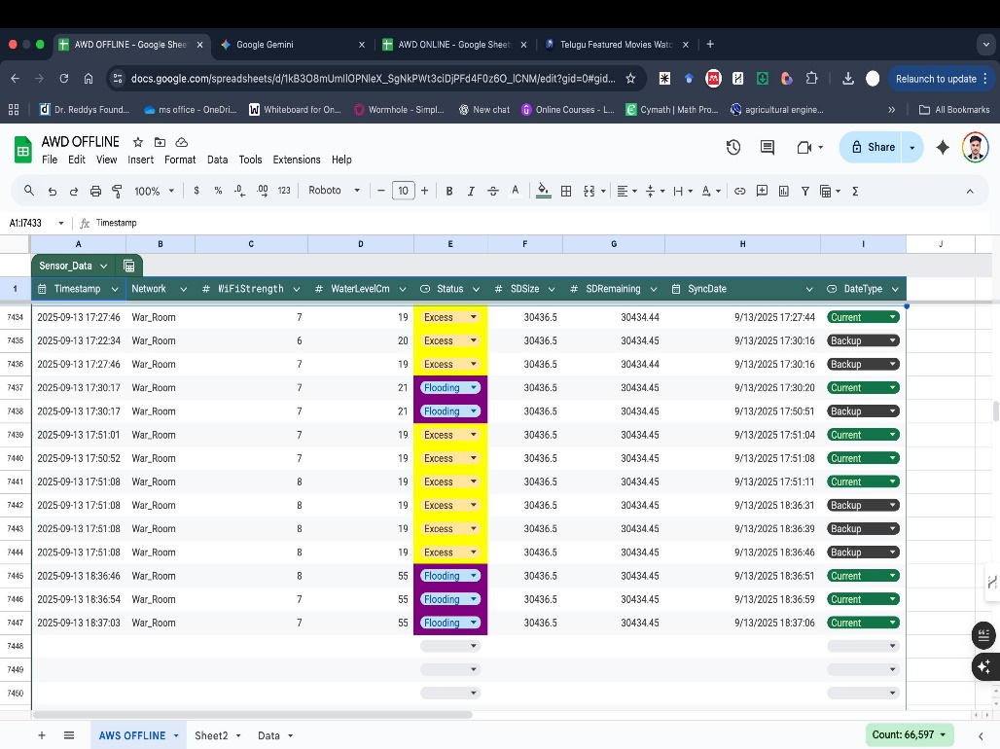 AWD OFFLINE - Google Shee
Google Gemini
AWD ONLINE - Google Sheet
Telugu Featured Movies Watc
docs.google.com/spreadsheets/d/1kB3O8mUmIlOPNIeX_SgNkPWt3ciDjPFd4F0z6O_lCNM/edit?gid=0#gid...
Relaunch to update
Dr. Reddys Found...
ms office - OneDri...
Whiteboard for On...
Wormhole - Simpl...
New chat
Online Courses - L...
Cymath | Math Pro...
agricultural engine...
All Bookmarks
AWD OFFLINE
File Edit View Insert Format Data Tools Extensions Help
Share
100% $ % .0 .00 123 Roboto - 10 + B I A
A1:I7433 fx Timestamp
A B C D E F G H I J
Sensor_Data
1 Timestamp Network # WiFiStrength # WaterLevelCm Status # SDSize # SDRemaining SyncDate DateType
7434 2025-09-13 17:27:46 War_Room 7 19 Excess 30436.5 30434.44 9/13/2025 17:27:44 Current
7435 2025-09-13 17:22:34 War_Room 6 20 Excess 30436.5 30434.45 9/13/2025 17:30:16 Backup
7436 2025-09-13 17:27:46 War_Room 7 19 Excess 30436.5 30434.44 9/13/2025 17:30:16 Backup
7437 2025-09-13 17:30:17 War_Room 7 21 Flooding 30436.5 30434.45 9/13/2025 17:30:20 Current
7438 2025-09-13 17:30:17 War_Room 7 21 Flooding 30436.5 30434.45 9/13/2025 17:50:51 Backup
7439 2025-09-13 17:51:01 War_Room 7 19 Excess 30436.5 30434.45 9/13/2025 17:51:04 Current
7440 2025-09-13 17:50:52 War_Room 7 19 Excess 30436.5 30434.45 9/13/2025 17:51:08 Current
7441 2025-09-13 17:51:08 War_Room 8 19 Excess 30436.5 30434.45 9/13/2025 17:51:11 Current
7442 2025-09-13 17:51:08 War_Room 8 19 Excess 30436.5 30434.45 9/13/2025 18:36:31 Backup
7443 2025-09-13 17:51:08 War_Room 8 19 Excess 30436.5 30434.45 9/13/2025 18:36:39 Backup
7444 2025-09-13 17:51:08 War_Room 8 19 Excess 30436.5 30434.45 9/13/2025 18:36:46 Backup
7445 2025-09-13 18:36:46 War_Room 8 55 Flooding 30436.5 30434.45 9/13/2025 18:36:51 Current
7446 2025-09-13 18:36:54 War_Room 7 55 Flooding 30436.5 30434.45 9/13/2025 18:36:59 Current
7447 2025-09-13 18:37:03 War_Room 7 55 Flooding 30436.5 30434.45 9/13/2025 18:37:06 Current
7448
7449
7450
AWS OFFLINE Sheet2 Data Count: 66,597